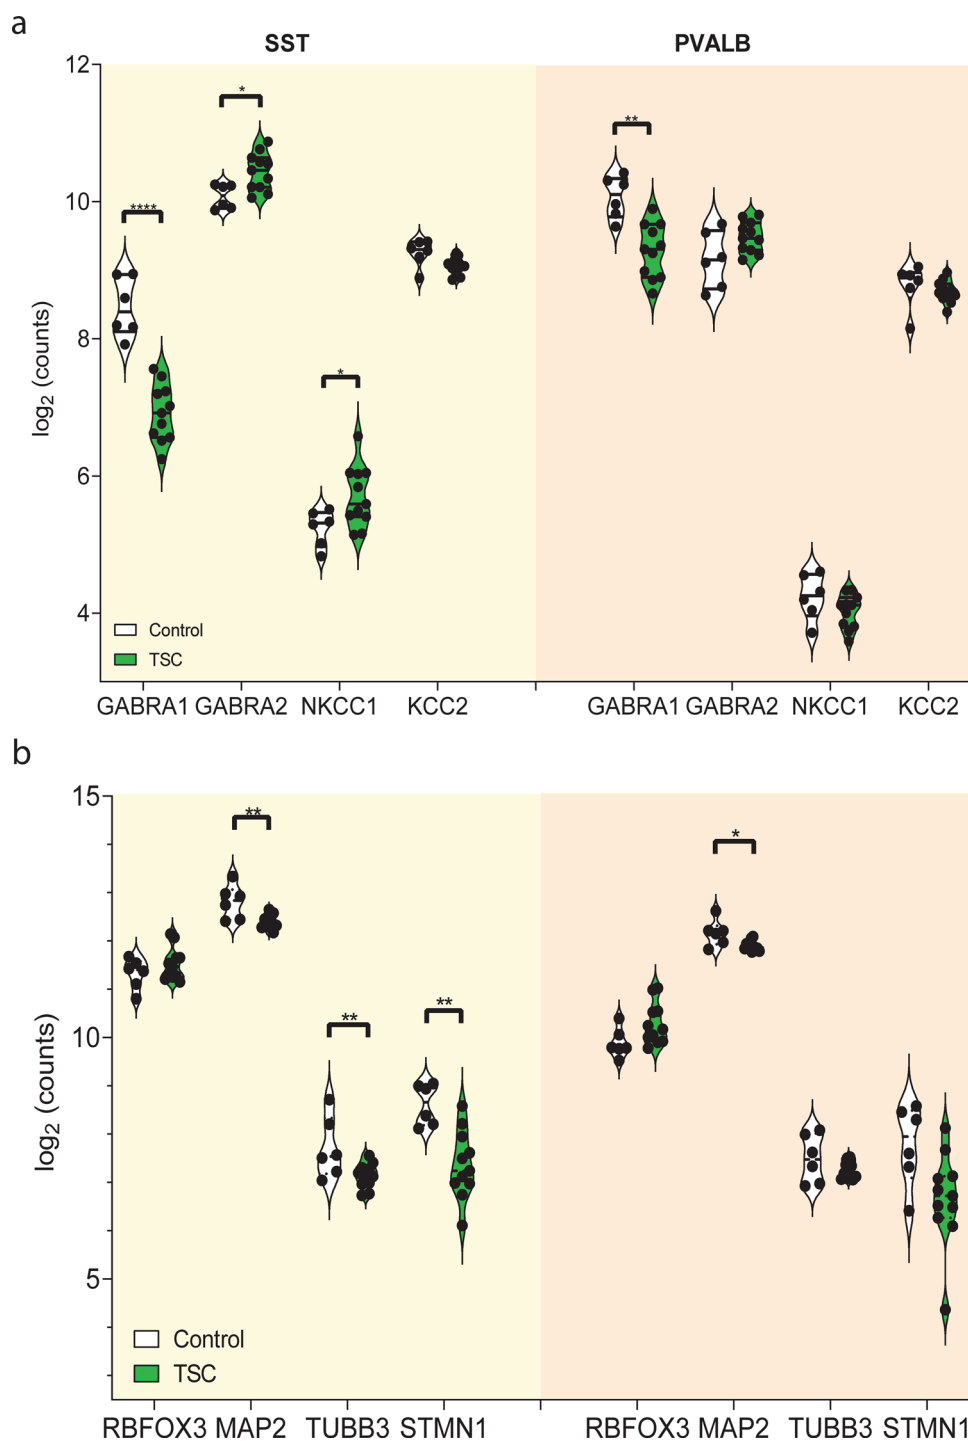 a
SST PVALB
12
**
*
10
****
8
log2 (counts)
*
6
4
Control
TSC
GABRA1 GABRA2 NKCC1 KCC2 GABRA1 GABRA2 NKCC1 KCC2
b
15
**
*
**
**
10
log2 (counts)
5
Control
TSC
RBFOX3 MAP2 TUBB3 STMN1 RBFOX3 MAP2 TUBB3 STMN1